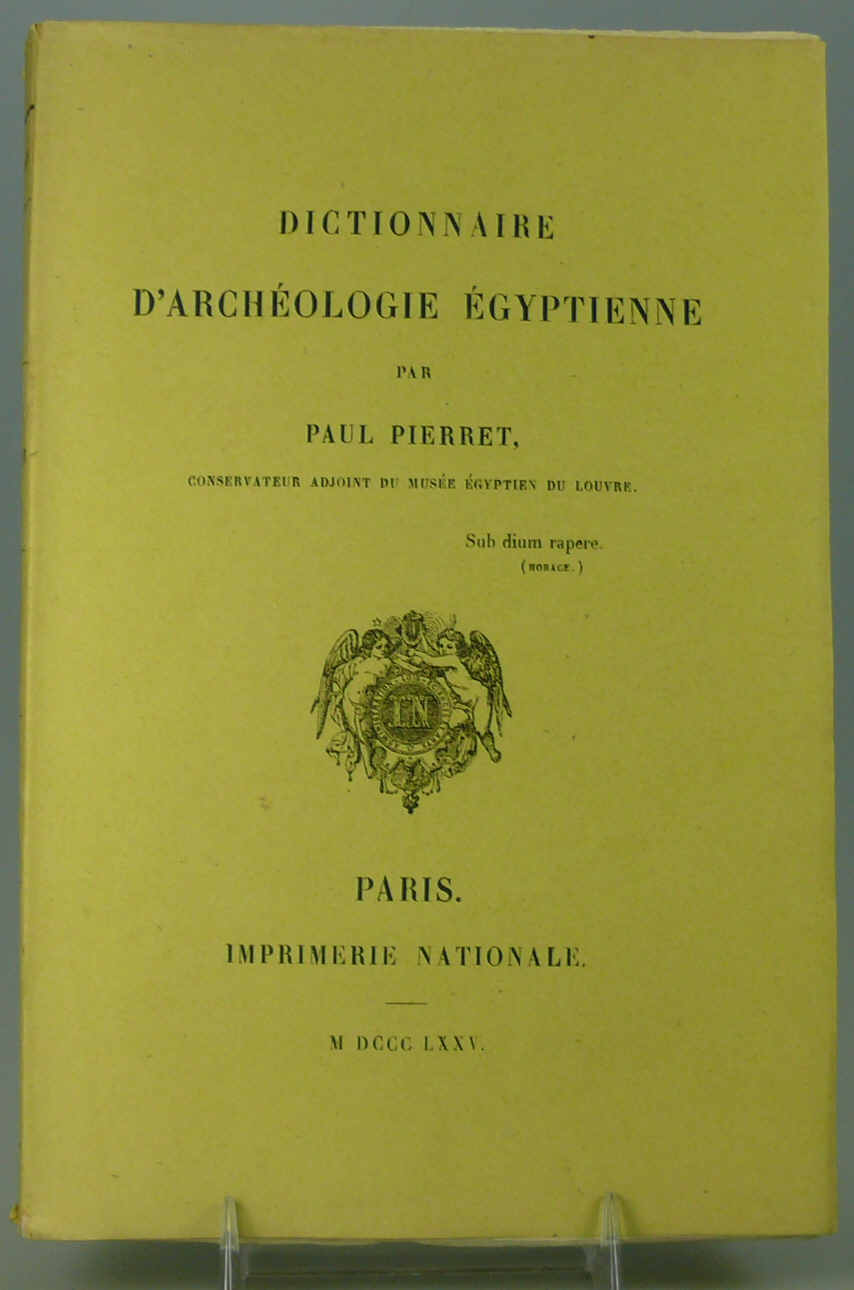 DICTIONNAIRE
D'ARCHÉOLOGIE ÉGYPTIENNE
PAR
PAUL PIERRET,
CONSERVATEUR ADJOINT DU MUSÉE ÉGYPTIEN DU LOUVRE.
Sub dium rapere.
(HORACE.)
IN
PARIS.
IMPRIMERIE NATIONALE.
M DCCC LXXV.